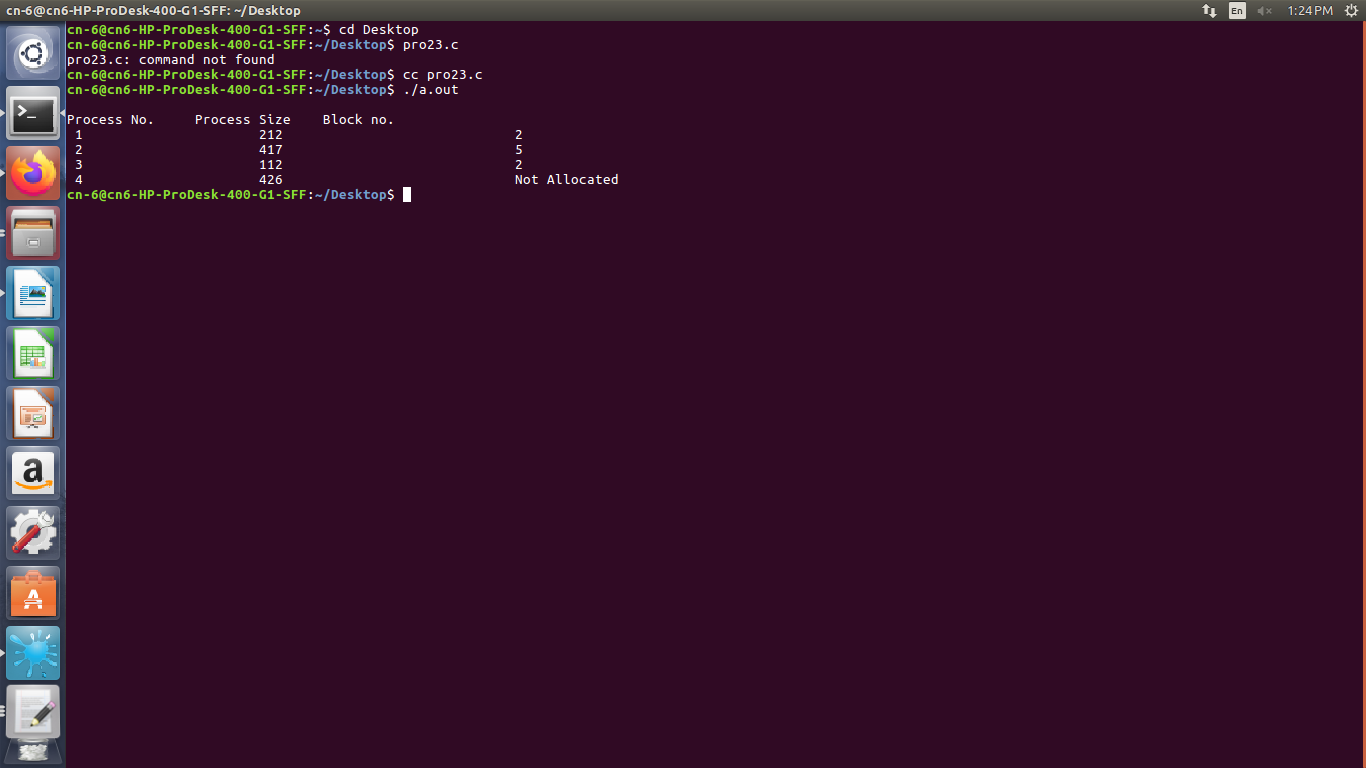 cn-6@cn6-HP-ProDesk-400-G1-SFF: ~/Desktop En 1:24 PM
cn-6@cn6-HP-ProDesk-400-G1-SFF:~$ cd Desktop
cn-6@cn6-HP-ProDesk-400-G1-SFF:~/Desktop$ pro23.c
pro23.c: command not found
cn-6@cn6-HP-ProDesk-400-G1-SFF:~/Desktop$ cc pro23.c
cn-6@cn6-HP-ProDesk-400-G1-SFF:~/Desktop$ ./a.out
Process No. Process Size Block no.
1 212 2
2 417 5
3 112 2
4 426 Not Allocated
cn-6@cn6-HP-ProDesk-400-G1-SFF:~/Desktop$